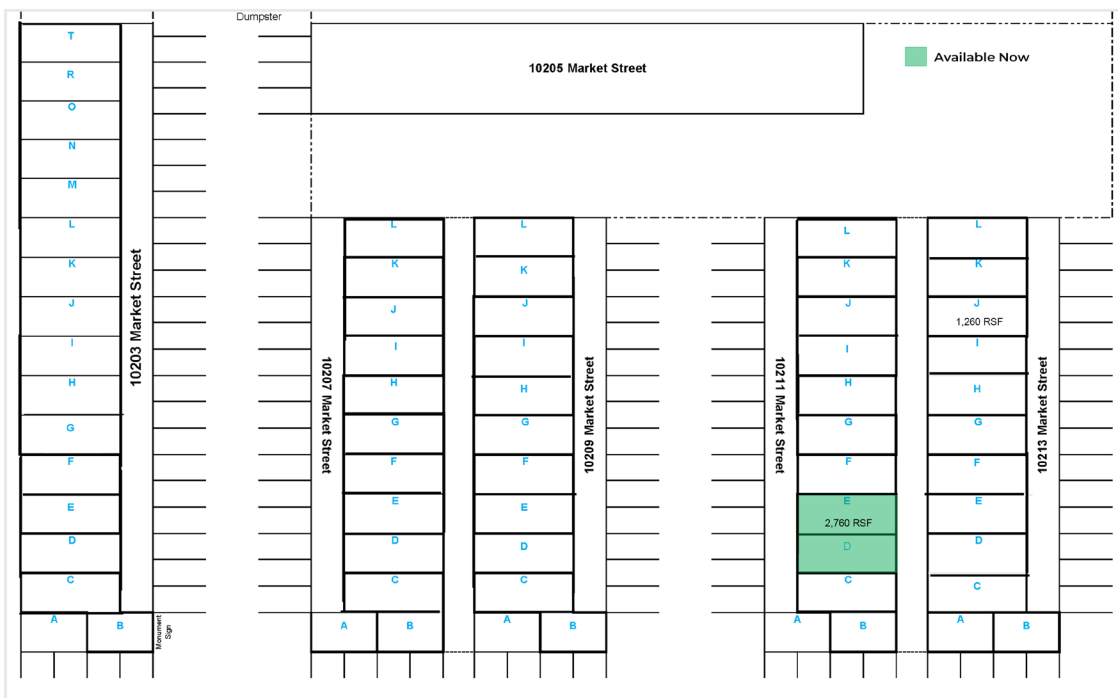 Dumpster
10205 Market Street
Available Now
T
R
O
N
M
L
K
J
I
H
G
F
E
D
C
A
B
10203 Market Street
Monument
Sign
10207 Market Street
L
K
J
I
H
G
F
E
D
C
A
B
L
K
J
I
H
G
F
E
D
C
A
B
10209 Market Street
10211 Market Street
L
K
J
I
H
G
F
E
2,760 RSF
D
C
A
B
L
K
J
1,260 RSF
I
H
G
F
E
D
C
A
B
10213 Market Street